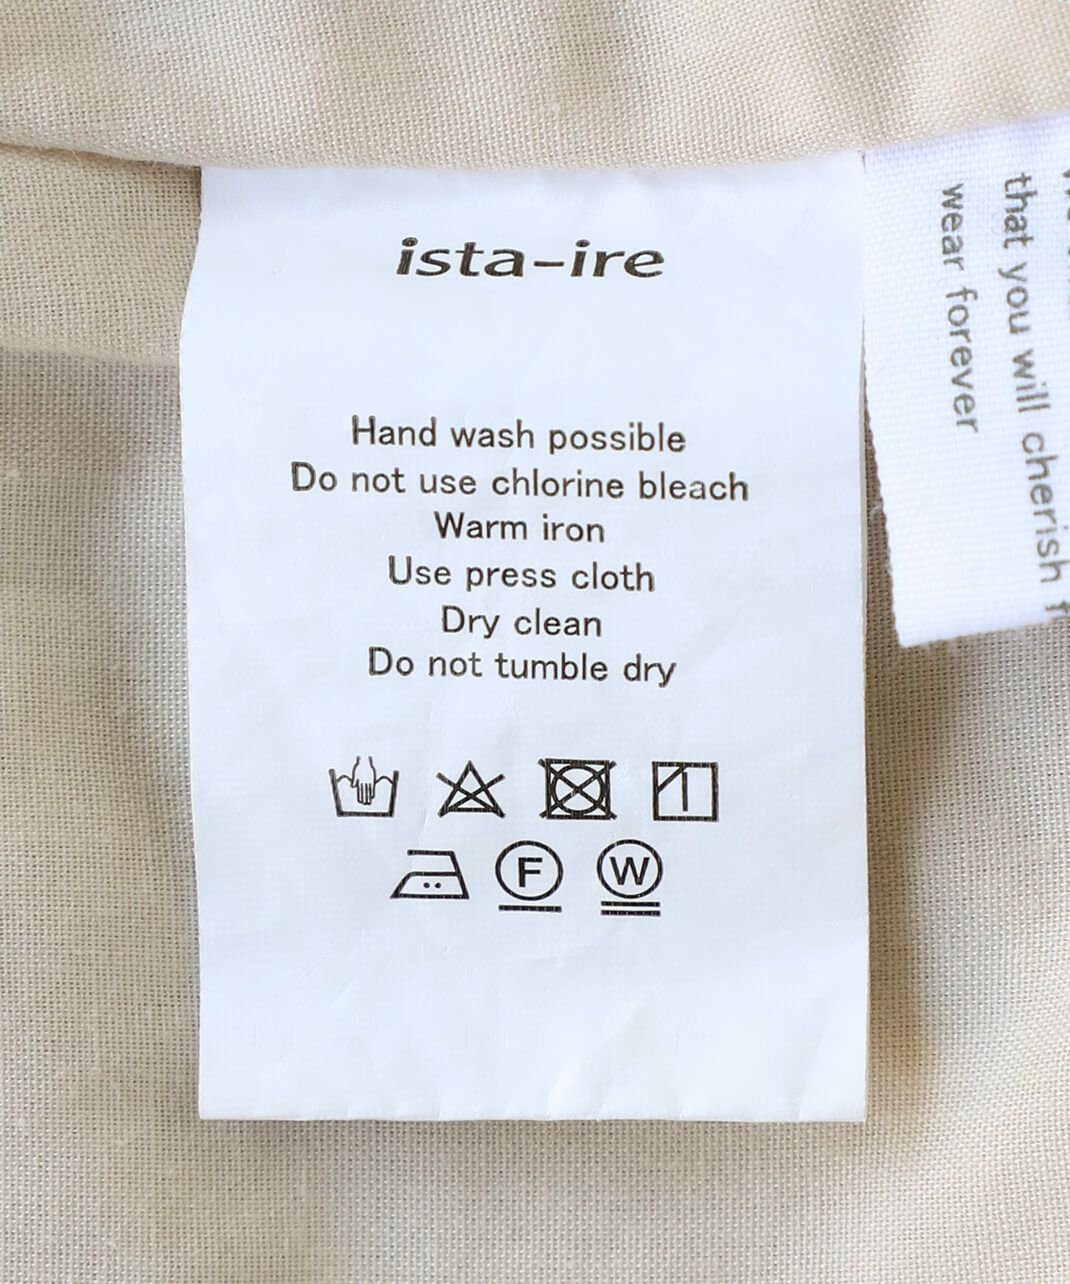 ista-ire
Hand wash possible
Do not use chlorine bleach
Warm iron
Use press cloth
Dry clean
Do not tumble dry
F
W
that you will cherish
wear forever